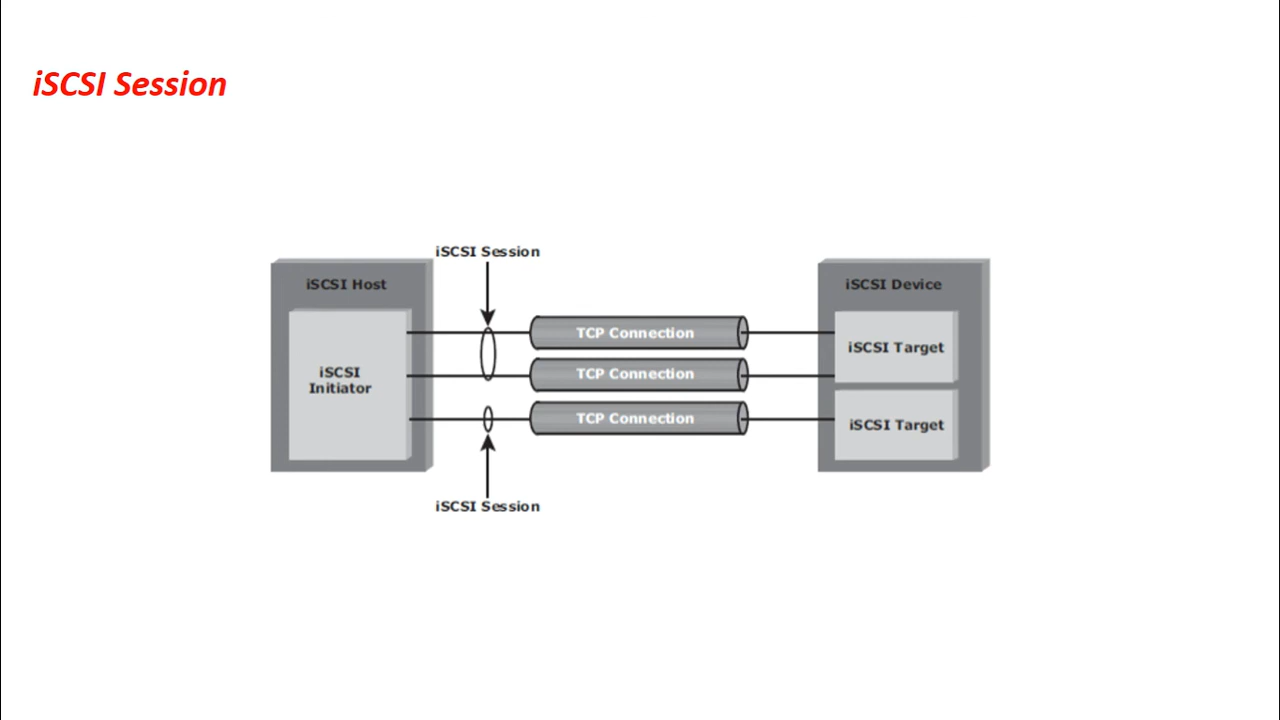 iSCSI Session
iSCSI Session
iSCSI Host
iSCSI Device
TCP Connection
iSCSI Target
iSCSI
Initiator
TCP Connection
TCP Connection
iSCSI Target
iSCSI Session